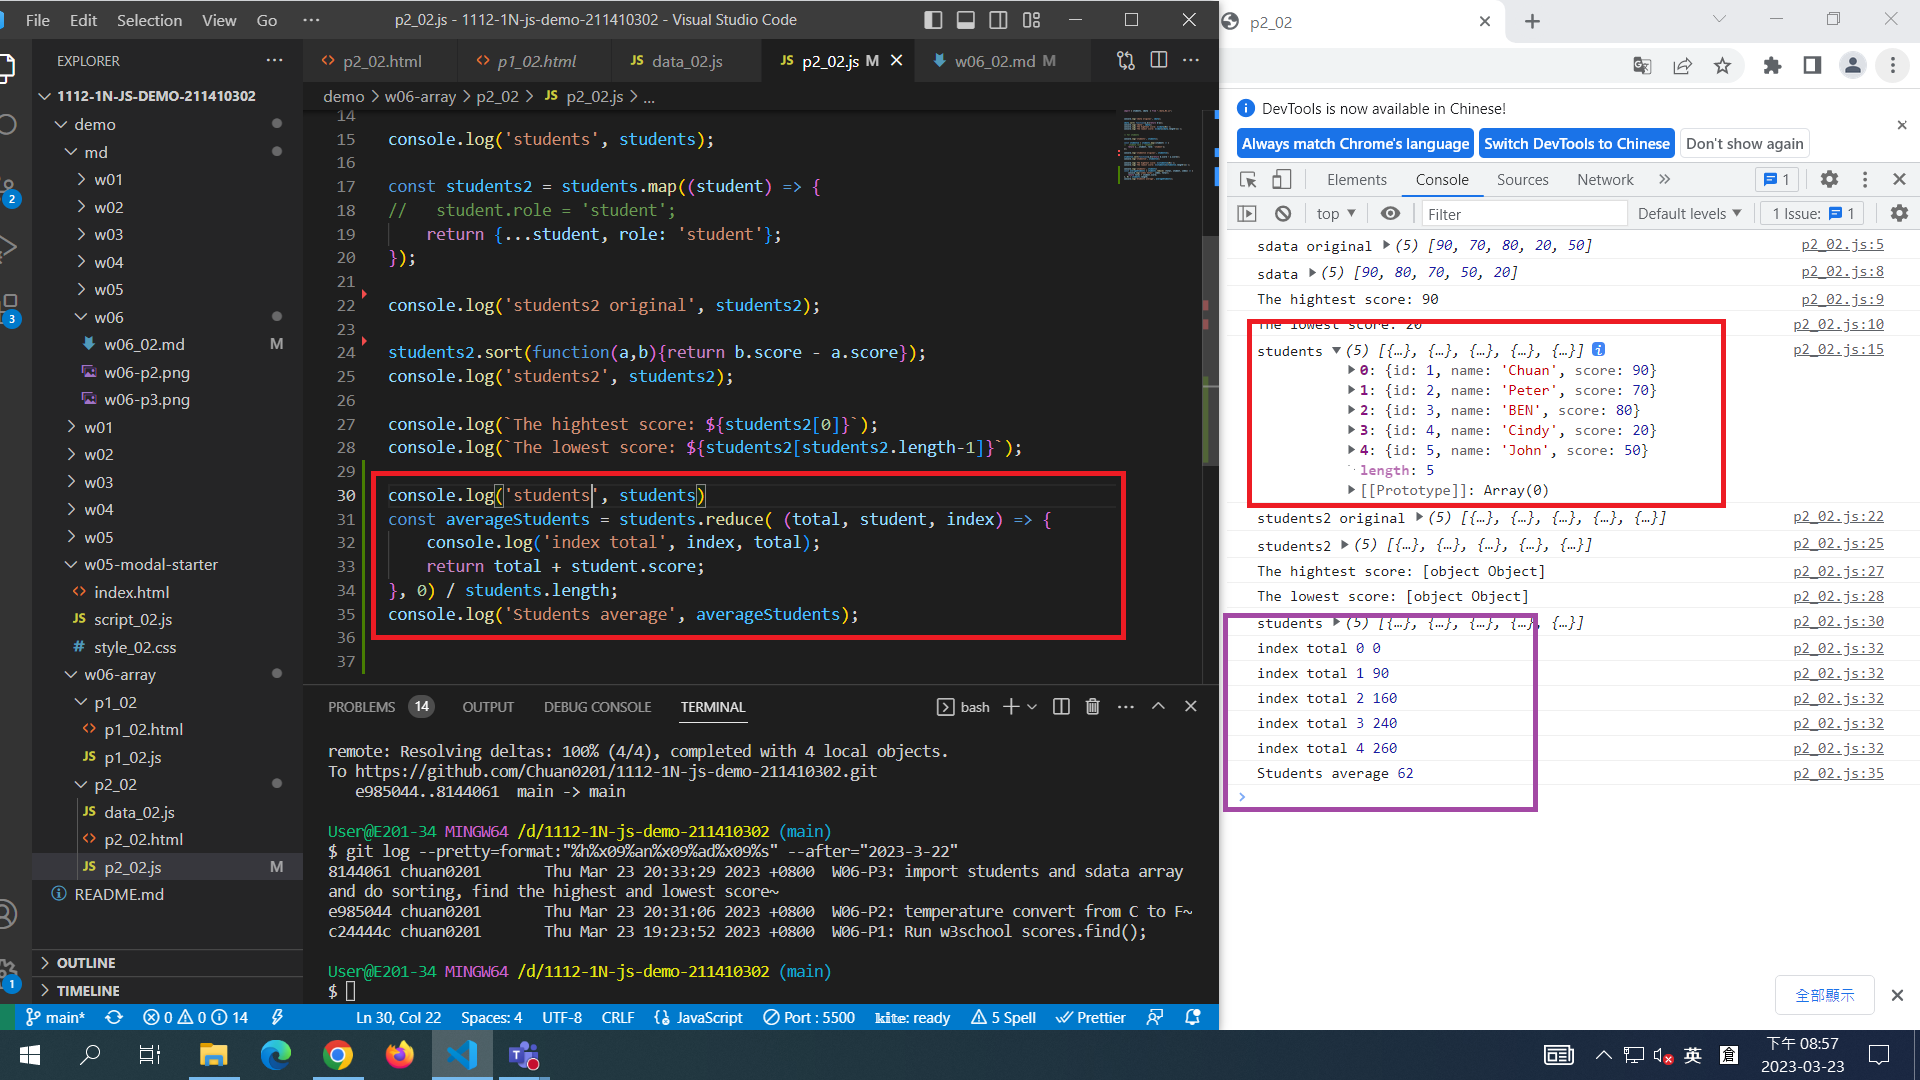 File Edit Selection View Go ··· p2_02.js - 1112-1N-js-demo-211410302 - Visual Studio Code
EXPLORER ···
1112-1N-JS-DEMO-211410302
demo
md
w01
w02
w03
w04
w05
w06
w06_02.md M
w06-p2.png
w06-p3.png
w01
w02
w03
w04
w05
w05-modal-starter
<> index.html
JS script_02.js
# style_02.css
w06-array
p1_02
<> p1_02.html
JS p1_02.js
p2_02
JS data_02.js
<> p2_02.html
JS p2_02.js M
README.md
OUTLINE
TIMELINE
2
3
1
<> p2_02.html <> p1_02.html JS data_02.js JS p2_02.js M w06_02.md M
demo > w06-array > p2_02 > JS p2_02.js > ...
14
15 console.log('students', students);
16
17 const students2 = students.map((student) => {
18 //   student.role = 'student';
19     return {...student, role: 'student'};
20 });
21
22 console.log('students2 original', students2);
23
24 students2.sort(function(a,b){return b.score - a.score});
25 console.log('students2', students2);
26
27 console.log(`The hightest score: ${students2[0]}`);
28 console.log(`The lowest score: ${students2[students2.length-1]}`);
29
30 console.log('students', students)
31 const averageStudents = students.reduce( (total, student, index) => {
32     console.log('index total', index, total);
33     return total + student.score;
34 }, 0) / students.length;
35 console.log('Students average', averageStudents);
36
37
PROBLEMS 14 OUTPUT DEBUG CONSOLE TERMINAL bash
remote: Resolving deltas: 100% (4/4), completed with 4 local objects.
To https://github.com/Chuan0201/1112-1N-js-demo-211410302.git
   e985044..8144061  main -> main
User@E201-34 MINGW64 /d/1112-1N-js-demo-211410302 (main)
$ git log --pretty=format:"%h%x09%an%x09%ad%x09%s" --after="2023-3-22"
8144061 chuan0201       Thu Mar 23 20:33:29 2023 +0800  W06-P3: import students and sdata array
and do sorting, find the highest and lowest score~
e985044 chuan0201       Thu Mar 23 20:31:06 2023 +0800  W06-P2: temperature convert from C to F~
c24444c chuan0201       Thu Mar 23 19:23:52 2023 +0800  W06-P1: Run w3school scores.find();
User@E201-34 MINGW64 /d/1112-1N-js-demo-211410302 (main)
$
main* 0 0 14 Ln 30, Col 22 Spaces: 4 UTF-8 CRLF JavaScript Port : 5500 kite: ready 5 Spell Prettier
p2_02
DevTools is now available in Chinese!
Always match Chrome's language Switch DevTools to Chinese Don't show again
Elements Console Sources Network » 1
top Filter Default levels 1 Issue: 1
sdata original (5) [90, 70, 80, 20, 50] p2_02.js:5
sdata (5) [90, 80, 70, 50, 20] p2_02.js:8
The hightest score: 90 p2_02.js:9
The lowest score: 20 p2_02.js:10
students (5) [{…}, {…}, {…}, {…}, {…}] i p2_02.js:15
0: {id: 1, name: 'Chuan', score: 90}
1: {id: 2, name: 'Peter', score: 70}
2: {id: 3, name: 'BEN', score: 80}
3: {id: 4, name: 'Cindy', score: 20}
4: {id: 5, name: 'John', score: 50}
length: 5
[[Prototype]]: Array(0)
students2 original (5) [{…}, {…}, {…}, {…}, {…}] p2_02.js:22
students2 (5) [{…}, {…}, {…}, {…}, {…}] p2_02.js:25
The hightest score: [object Object] p2_02.js:27
The lowest score: [object Object] p2_02.js:28
students (5) [{…}, {…}, {…}, {…}, {…}] p2_02.js:30
index total 0 0 p2_02.js:32
index total 1 90 p2_02.js:32
index total 2 160 p2_02.js:32
index total 3 240 p2_02.js:32
index total 4 260 p2_02.js:32
Students average 62 p2_02.js:35
全部顯示
英 倉 下午 08:57
2023-03-23